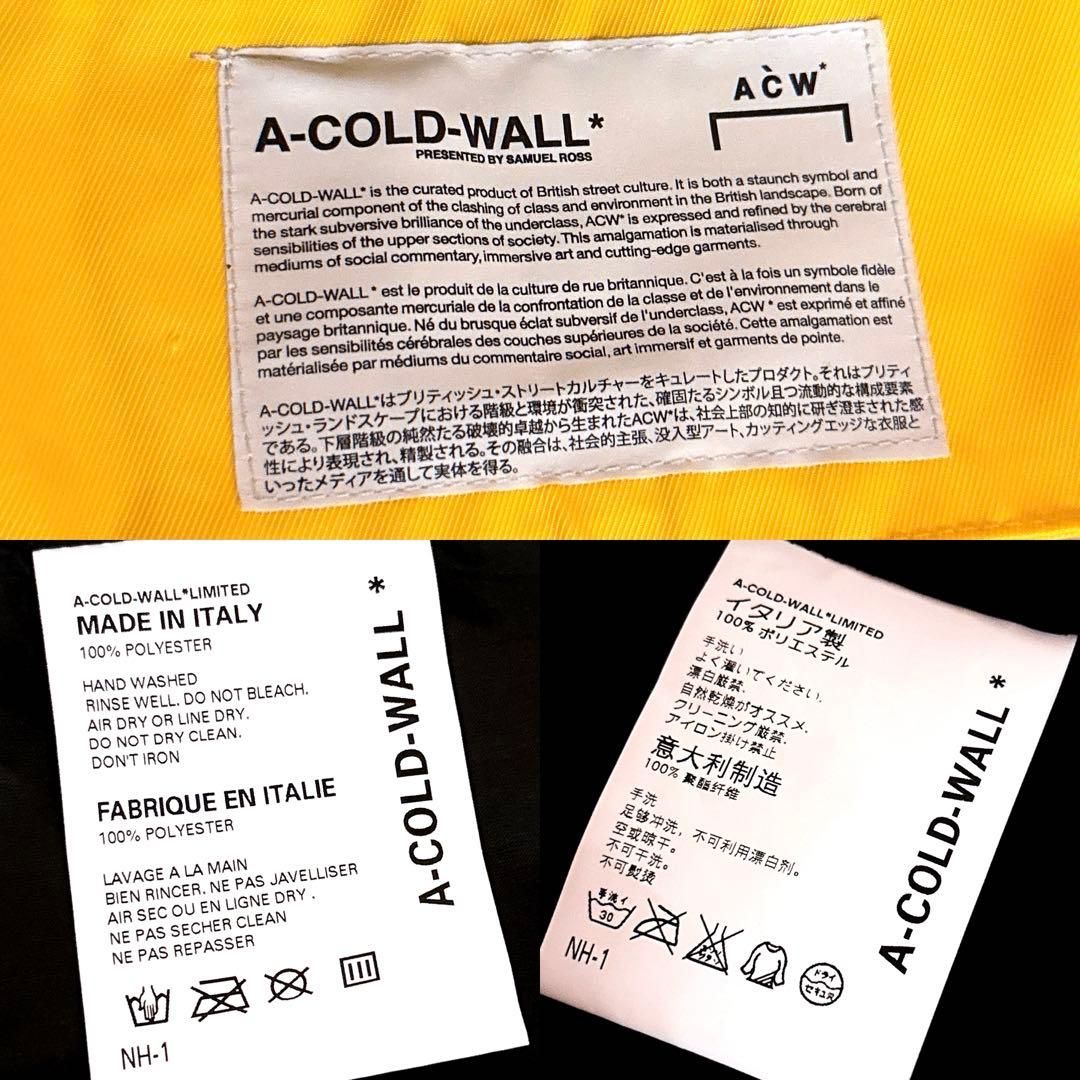 A-COLD-WALL*
PRESENTED BY SAMUEL ROSS
ACW*
A-COLD-WALL* is the curated product of British street culture. It is both a staunch symbol and
mercurial component of the clashing of class and environment in the British landscape. Born of
the stark subversive brilliance of the underclass, ACW* is expressed and refined by the cerebral
sensibilities of the upper sections of society. This amalgamation is materialised through
mediums of social commentary, immersive art and cutting-edge garments.
A-COLD-WALL * est le produit de la culture de rue britannique. C'est à la fois un symbole fidèle
et une composante mercuriale de la confrontation de la classe et de l'environnement dans le
paysage britannique. Né du brusque éclat subversif de l'underclass, ACW * est exprimé et affiné
par les sensibilités cérébrales des couches supérieures de la société. Cette amalgamation est
matérialisée par médiums du commentaire social, art immersif et garments de pointe.
A-COLD-WALL*はブリティッシュ・ストリートカルチャーをキュレートしたプロダクト。それはブリティ
ッシュ・ランドスケープにおける階級と環境が衝突された、確固たるシンボル且つ流動的な構成要素
である。下層階級の純然たる破壊的卓越から生まれたACW*は、社会上部の知的に研ぎ澄まされた感
性により表現され、精製される。その融合は、社会的主張、没入型アート、カッティングエッジな衣服と
いったメディアを通して実体を得る。
A-COLD-WALL*LIMITED
MADE IN ITALY
100% POLYESTER
HAND WASHED
RINSE WELL. DO NOT BLEACH.
AIR DRY OR LINE DRY.
DO NOT DRY CLEAN.
DON'T IRON
FABRIQUE EN ITALIE
100% POLYESTER
LAVAGE A LA MAIN
BIEN RINCER. NE PAS JAVELLISER
AIR SEC OU EN LIGNE DRY .
NE PAS SECHER CLEAN
NE PAS REPASSER
NH-1
A-COLD-WALL *
A-COLD-WALL*LIMITED
イタリア製
100% ポリエステル
手洗い
よく濯いでください.
漂白厳禁.
自然乾燥がオススメ.
クリーニング厳禁.
アイロン掛け禁止
意大利制造
100% 聚酯纤维
手洗
足够冲洗，不可利用漂白剂。
空或晾干。
不可干洗。
不可熨烫
手洗イ
30
ドライ
セキユ系
NH-1
A-COLD-WALL *